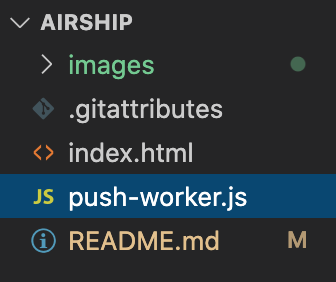 AIRSHIP
images
.gitattributes
index.html
JS push-worker.js
README.md M